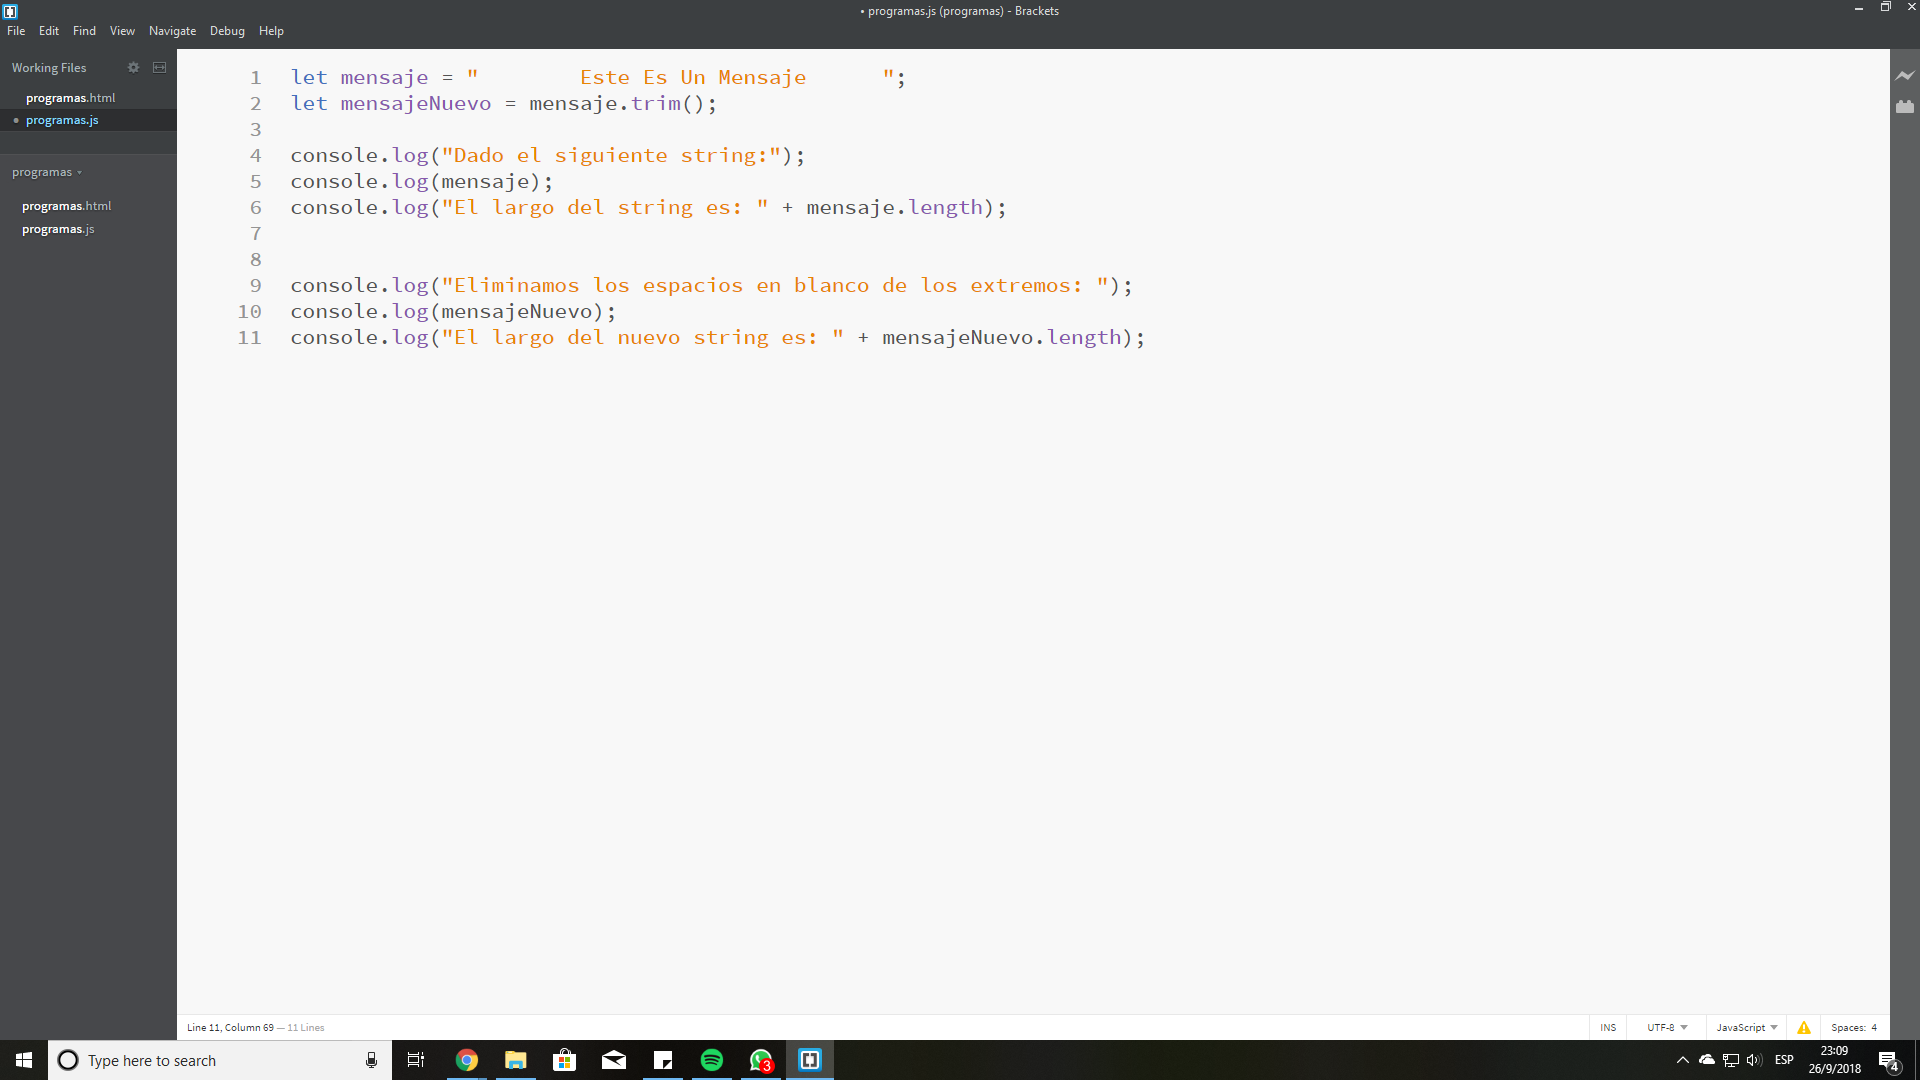 • programas.js (programas) - Brackets
File Edit Find View Navigate Debug Help
Working Files
programas.html
• programas.js
programas
programas.html
programas.js
1 let mensaje = "        Este Es Un Mensaje      ";
2 let mensajeNuevo = mensaje.trim();
3
4 console.log("Dado el siguiente string:");
5 console.log(mensaje);
6 console.log("El largo del string es: " + mensaje.length);
7
8
9 console.log("Eliminamos los espacios en blanco de los extremos: ");
10 console.log(mensajeNuevo);
11 console.log("El largo del nuevo string es: " + mensajeNuevo.length);
Line 11, Column 69 — 11 Lines
INS UTF-8 JavaScript Spaces: 4
Type here to search
3
ESP
23:09
26/9/2018
4